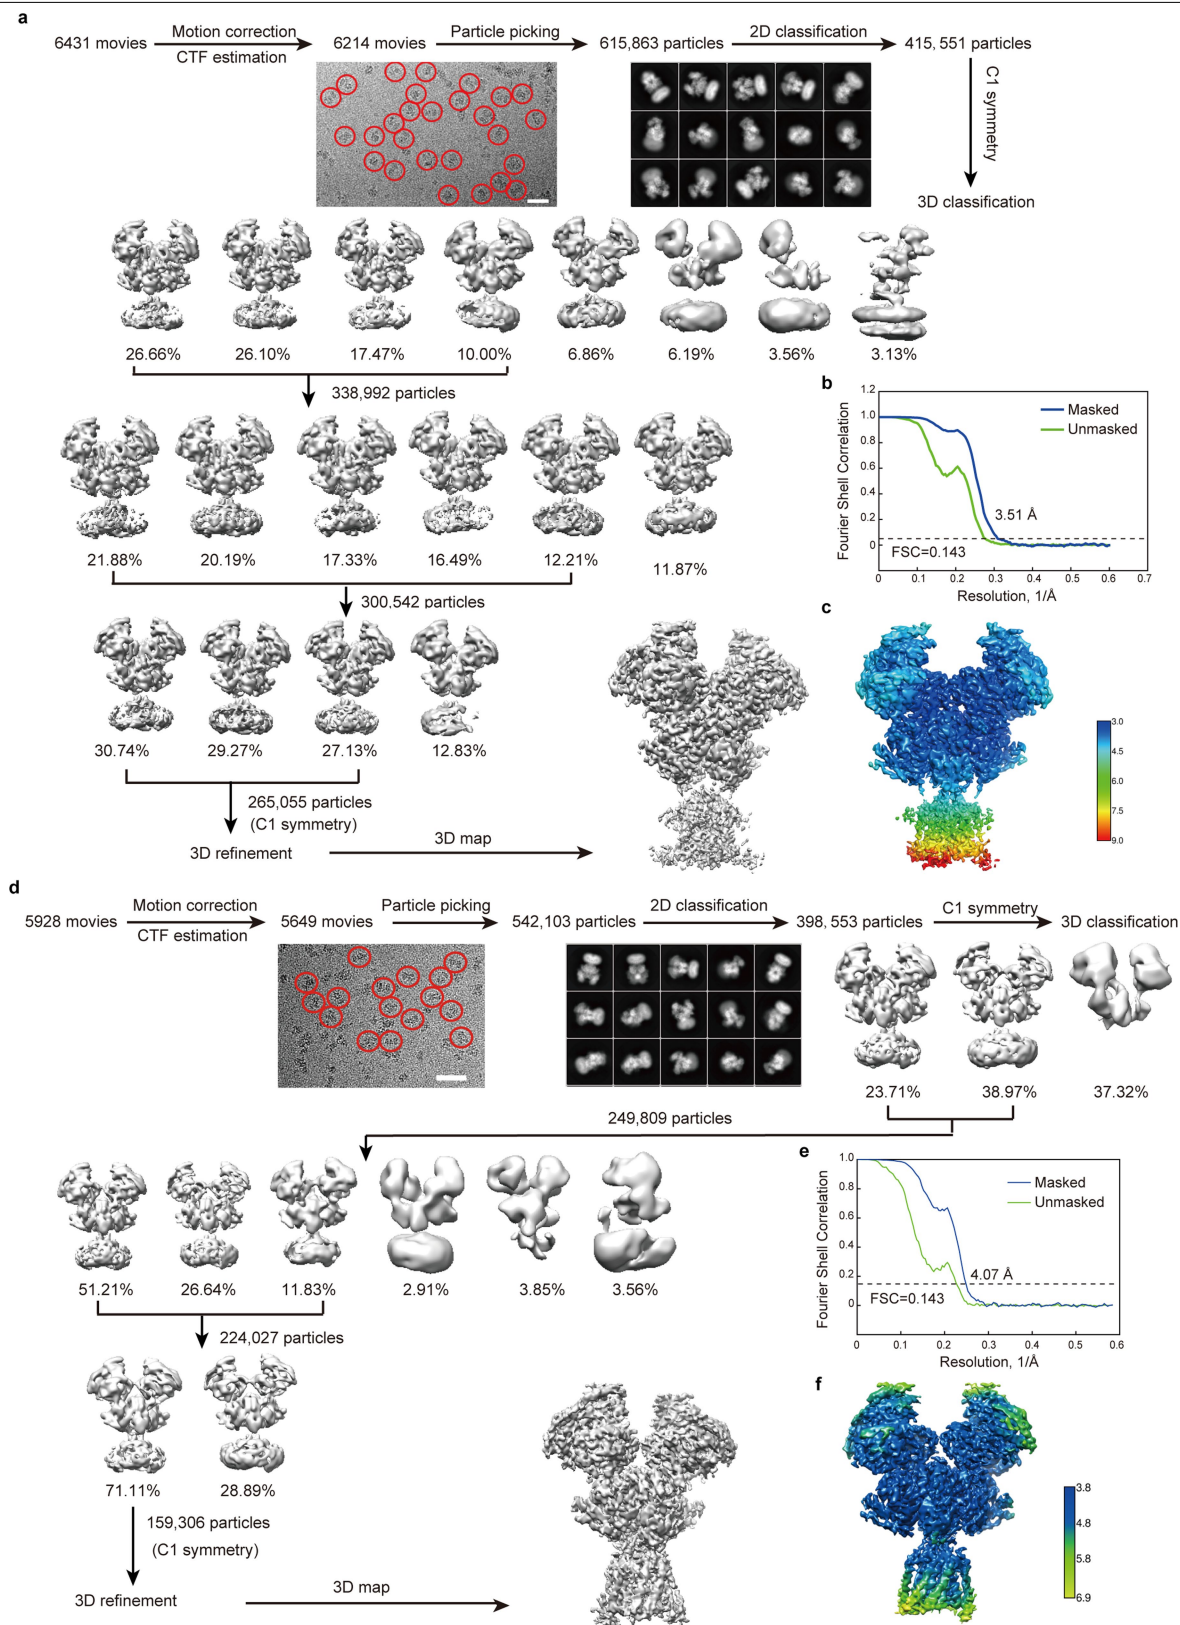 a
6431 movies
Motion correction
CTF estimation
6214 movies
Particle picking
615,863 particles
2D classification
415, 551 particles
C1 symmetry
3D classification
26.66%
26.10%
17.47%
10.00%
6.86%
6.19%
3.56%
3.13%
338,992 particles
21.88%
20.19%
17.33%
16.49%
12.21%
11.87%
300,542 particles
30.74%
29.27%
27.13%
12.83%
265,055 particles
(C1 symmetry)
3D refinement
3D map
b
Fourier Shell Correlation
1.2
1.0
0.8
0.6
0.4
0.2
0
Masked
Unmasked
3.51 Å
FSC=0.143
0
0.1
0.2
0.3
0.4
0.5
0.6
0.7
Resolution, 1/Å
c
3.0
4.5
6.0
7.5
9.0
d
5928 movies
Motion correction
CTF estimation
5649 movies
Particle picking
542,103 particles
2D classification
398, 553 particles
C1 symmetry
3D classification
23.71%
38.97%
37.32%
249,809 particles
51.21%
26.64%
11.83%
2.91%
3.85%
3.56%
224,027 particles
71.11%
28.89%
159,306 particles
(C1 symmetry)
3D refinement
3D map
e
Fourier Shell Correlation
1.0
0.8
0.6
0.4
0.2
0
Masked
Unmasked
4.07 Å
FSC=0.143
0
0.1
0.2
0.3
0.4
0.5
0.6
Resolution, 1/Å
f
3.8
4.8
5.8
6.9